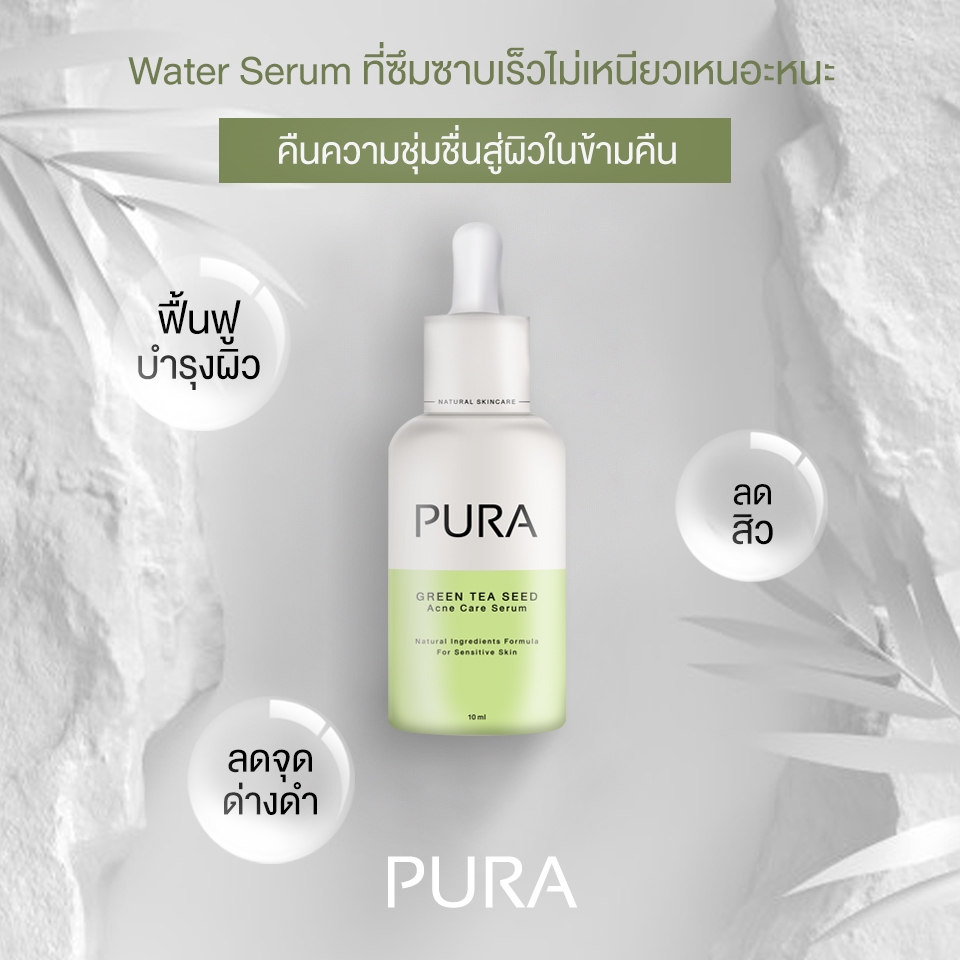 Water Serum ที่ซึมซาบเร็วไม่เหนียวเหนอะหนะ
คืนความชุ่มชื่นสู่ผิวในข้ามคืน
ฟื้นฟู
บำรุงผิว
NATURAL SKINCARE
ลด
สิว
PURA
GREEN TEA SEED
Acne Care Serum
Natural Ingredients Formula
For Sensitive Skin
10 ml
ลดจุด
ด่างดำ
PURA